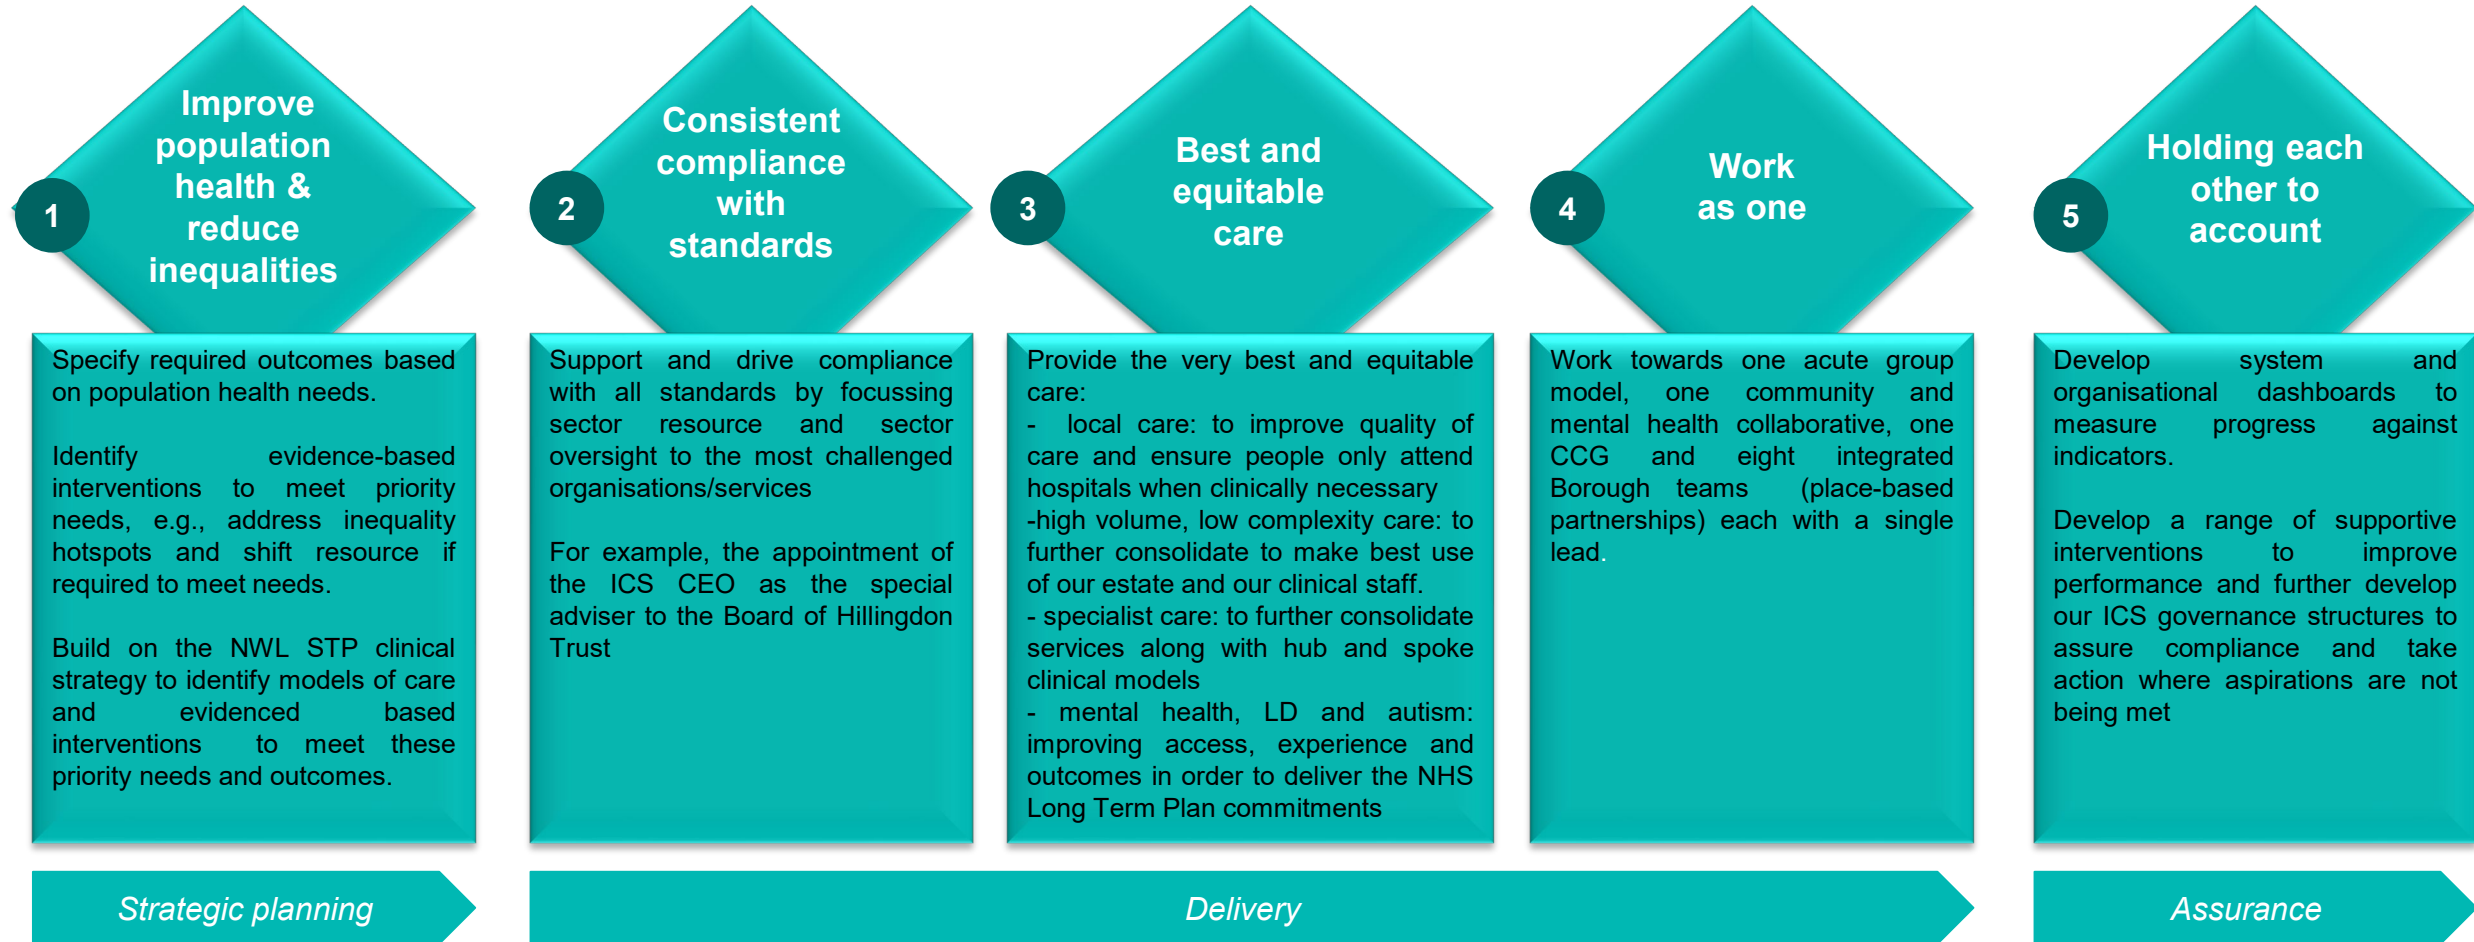 Improve
population
health &
reduce
inequalities
1
Specify required outcomes based
on population health needs.
Identify evidence-based
interventions to meet priority
needs, e.g., address inequality
hotspots and shift resource if
required to meet needs.
Build on the NWL STP clinical
strategy to identify models of care
and evidenced based
interventions to meet these
priority needs and outcomes.
Consistent
compliance
with
standards
2
Support and drive compliance
with all standards by focussing
sector resource and sector
oversight to the most challenged
organisations/services
For example, the appointment of
the ICS CEO as the special
adviser to the Board of Hillingdon
Trust
Best and
equitable
care
3
Provide the very best and equitable
care:
- local care: to improve quality of
care and ensure people only attend
hospitals when clinically necessary
-high volume, low complexity care: to
further consolidate to make best use
of our estate and our clinical staff.
- specialist care: to further consolidate
services along with hub and spoke
clinical models
- mental health, LD and autism:
improving access, experience and
outcomes in order to deliver the NHS
Long Term Plan commitments
Work
as one
4
Work towards one acute group
model, one community and
mental health collaborative, one
CCG and eight integrated
Borough teams (place-based
partnerships) each with a single
lead.
Holding each
other to
account
5
Develop system and
organisational dashboards to
measure progress against
indicators.
Develop a range of supportive
interventions to improve
performance and further develop
our ICS governance structures to
assure compliance and take
action where aspirations are not
being met
Strategic planning
Delivery
Assurance